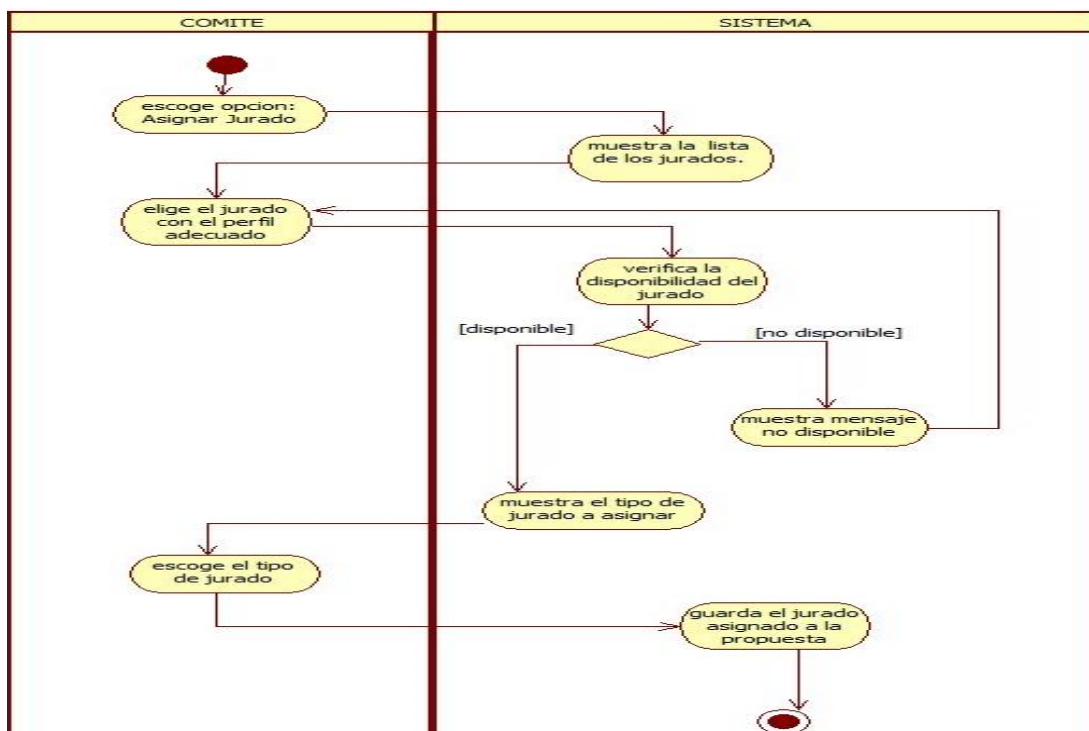 COMITE
SISTEMA
escoge opcion:
Asignar Jurado
muestra la lista
de los jurados.
elige el jurado
con el perfil
adecuado
verifica la
disponibilidad del
jurado
[disponible]
[no disponible]
muestra mensaje
no disponible
muestra el tipo de
jurado a asignar
escoge el tipo
de jurado
guarda el jurado
asignado a la
propuesta